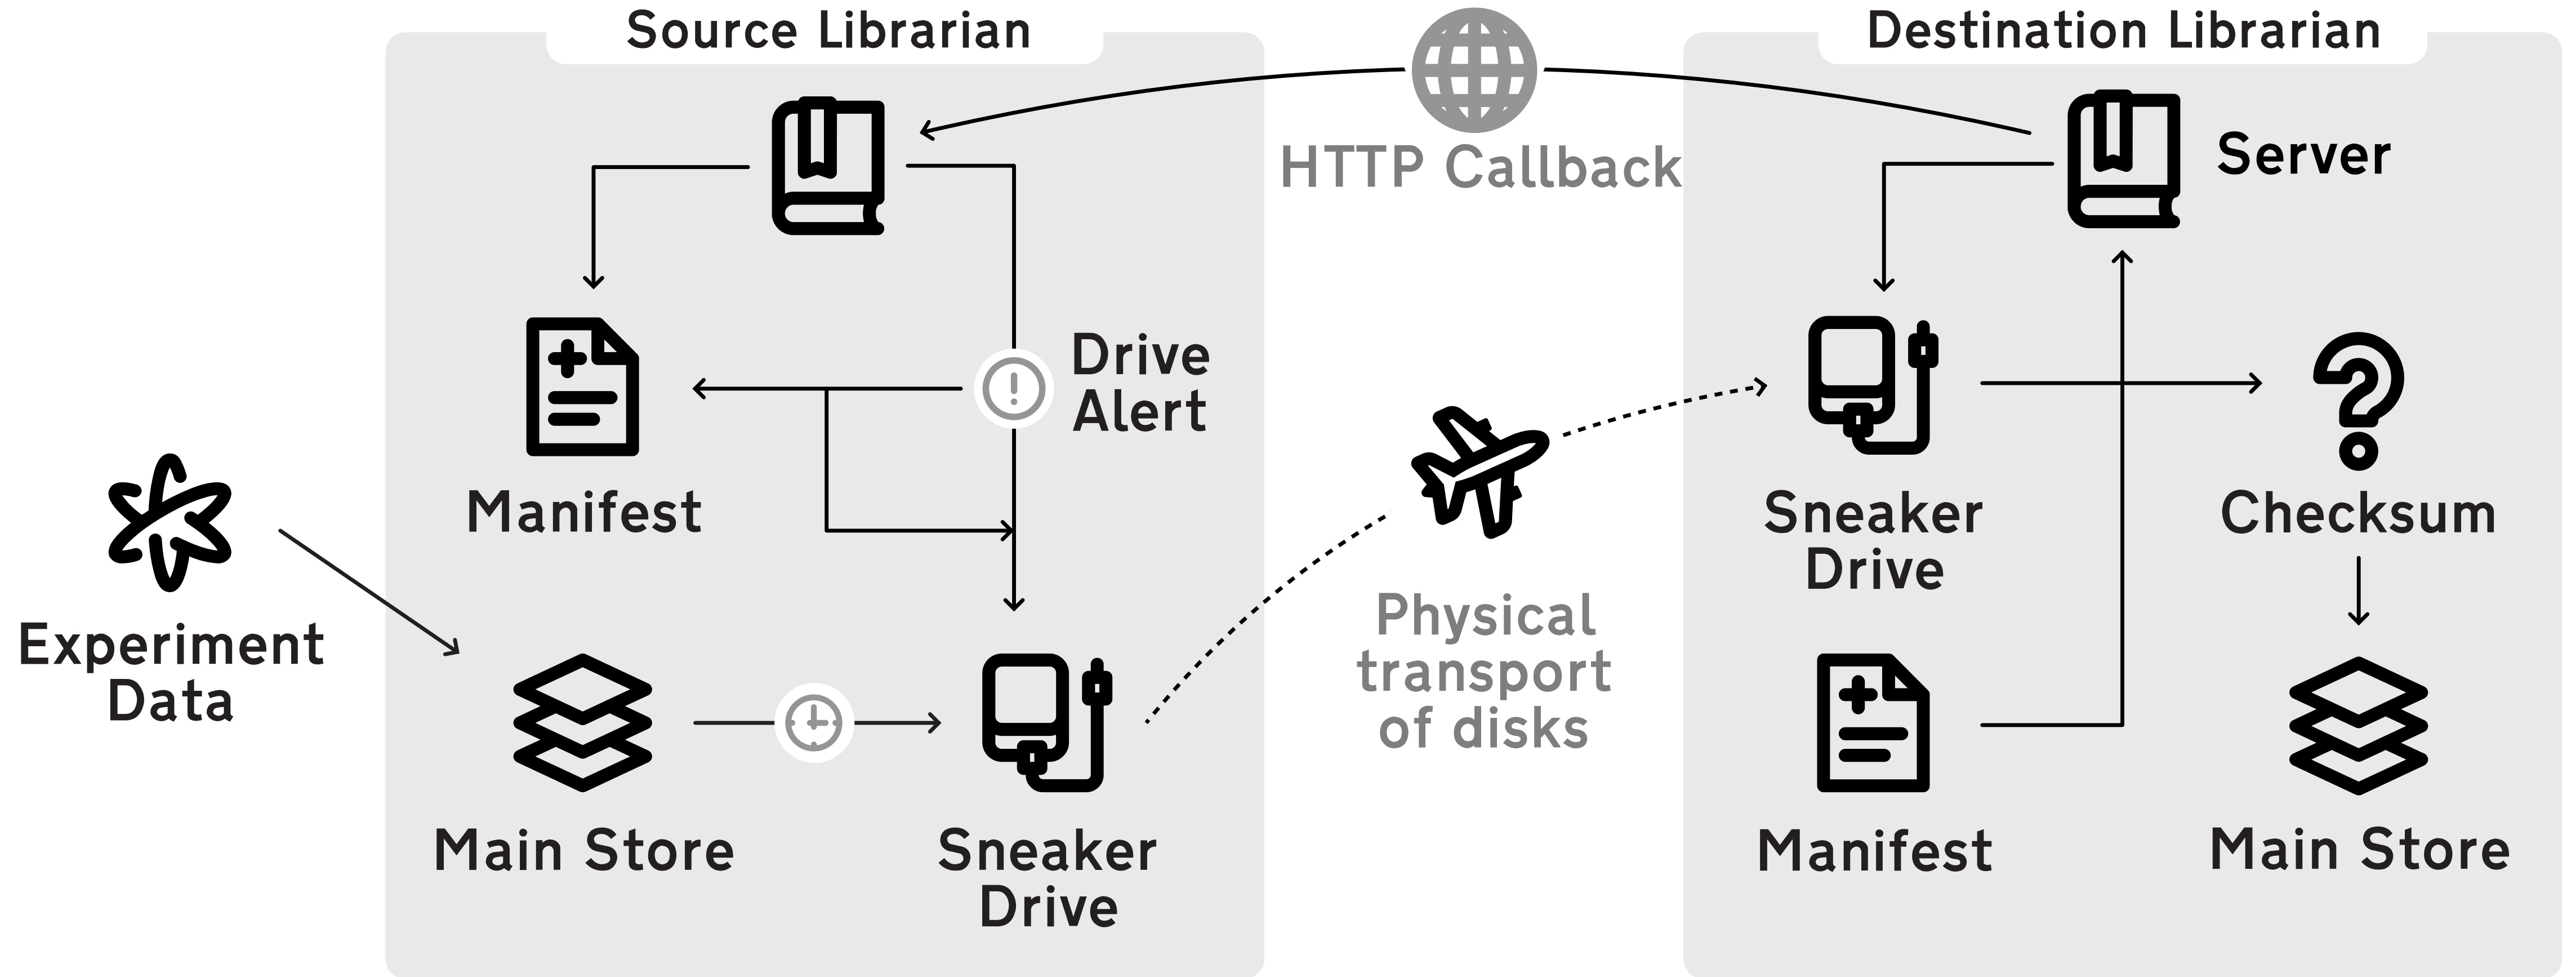 Source Librarian
Destination Librarian
HTTP Callback
Server
Drive
Alert
Manifest
Experiment
Data
Main Store
Sneaker
Drive
Physical
transport
of disks
Sneaker
Drive
Checksum
Manifest
Main Store